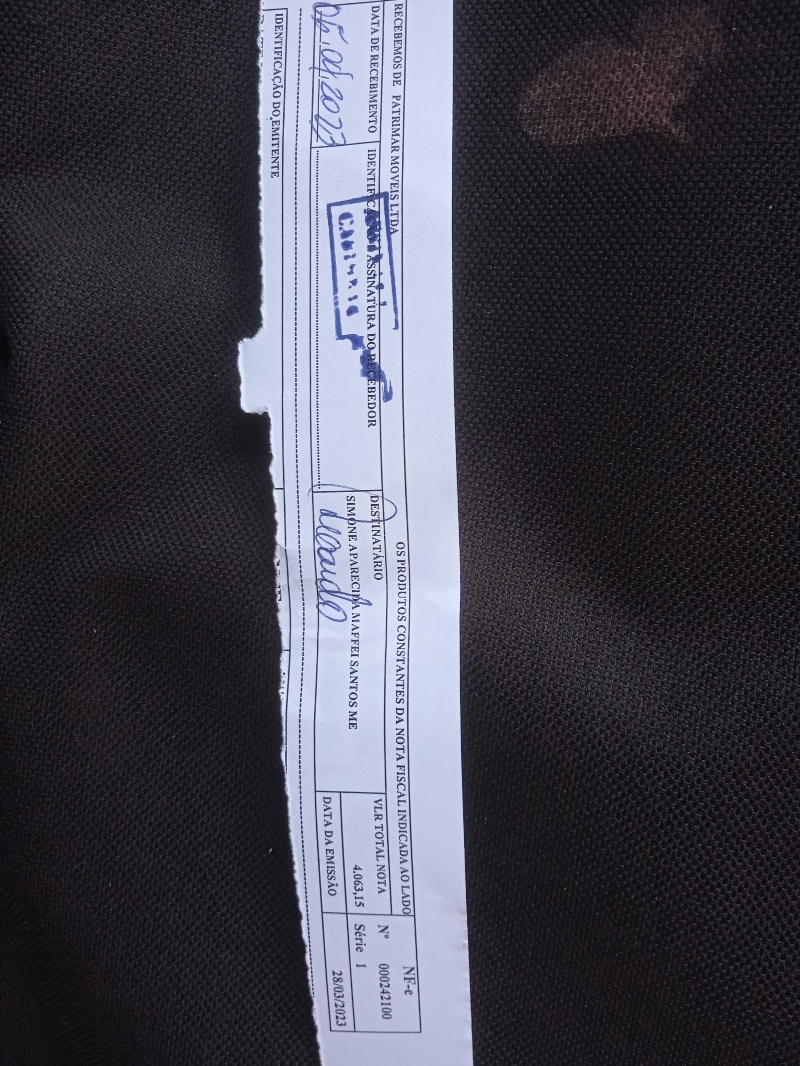 RECEBEMOS DE PATRIMAR MOVEIS LTDA OS PRODUTOS CONSTANTES DA NOTA FISCAL INDICADA AO LADO
NF-e
Nº 000242100
Série 1
DATA DE RECEBIMENTO
IDENTIFICAÇÃO E ASSINATURA DO RECEBEDOR
DESTINATÁRIO
SIMONE APARECIDA MAFFEI SANTOS ME
VLR TOTAL NOTA
4.063,15
DATA DA EMISSÃO
28/03/2023
IDENTIFICAÇÃO DO EMITENTE